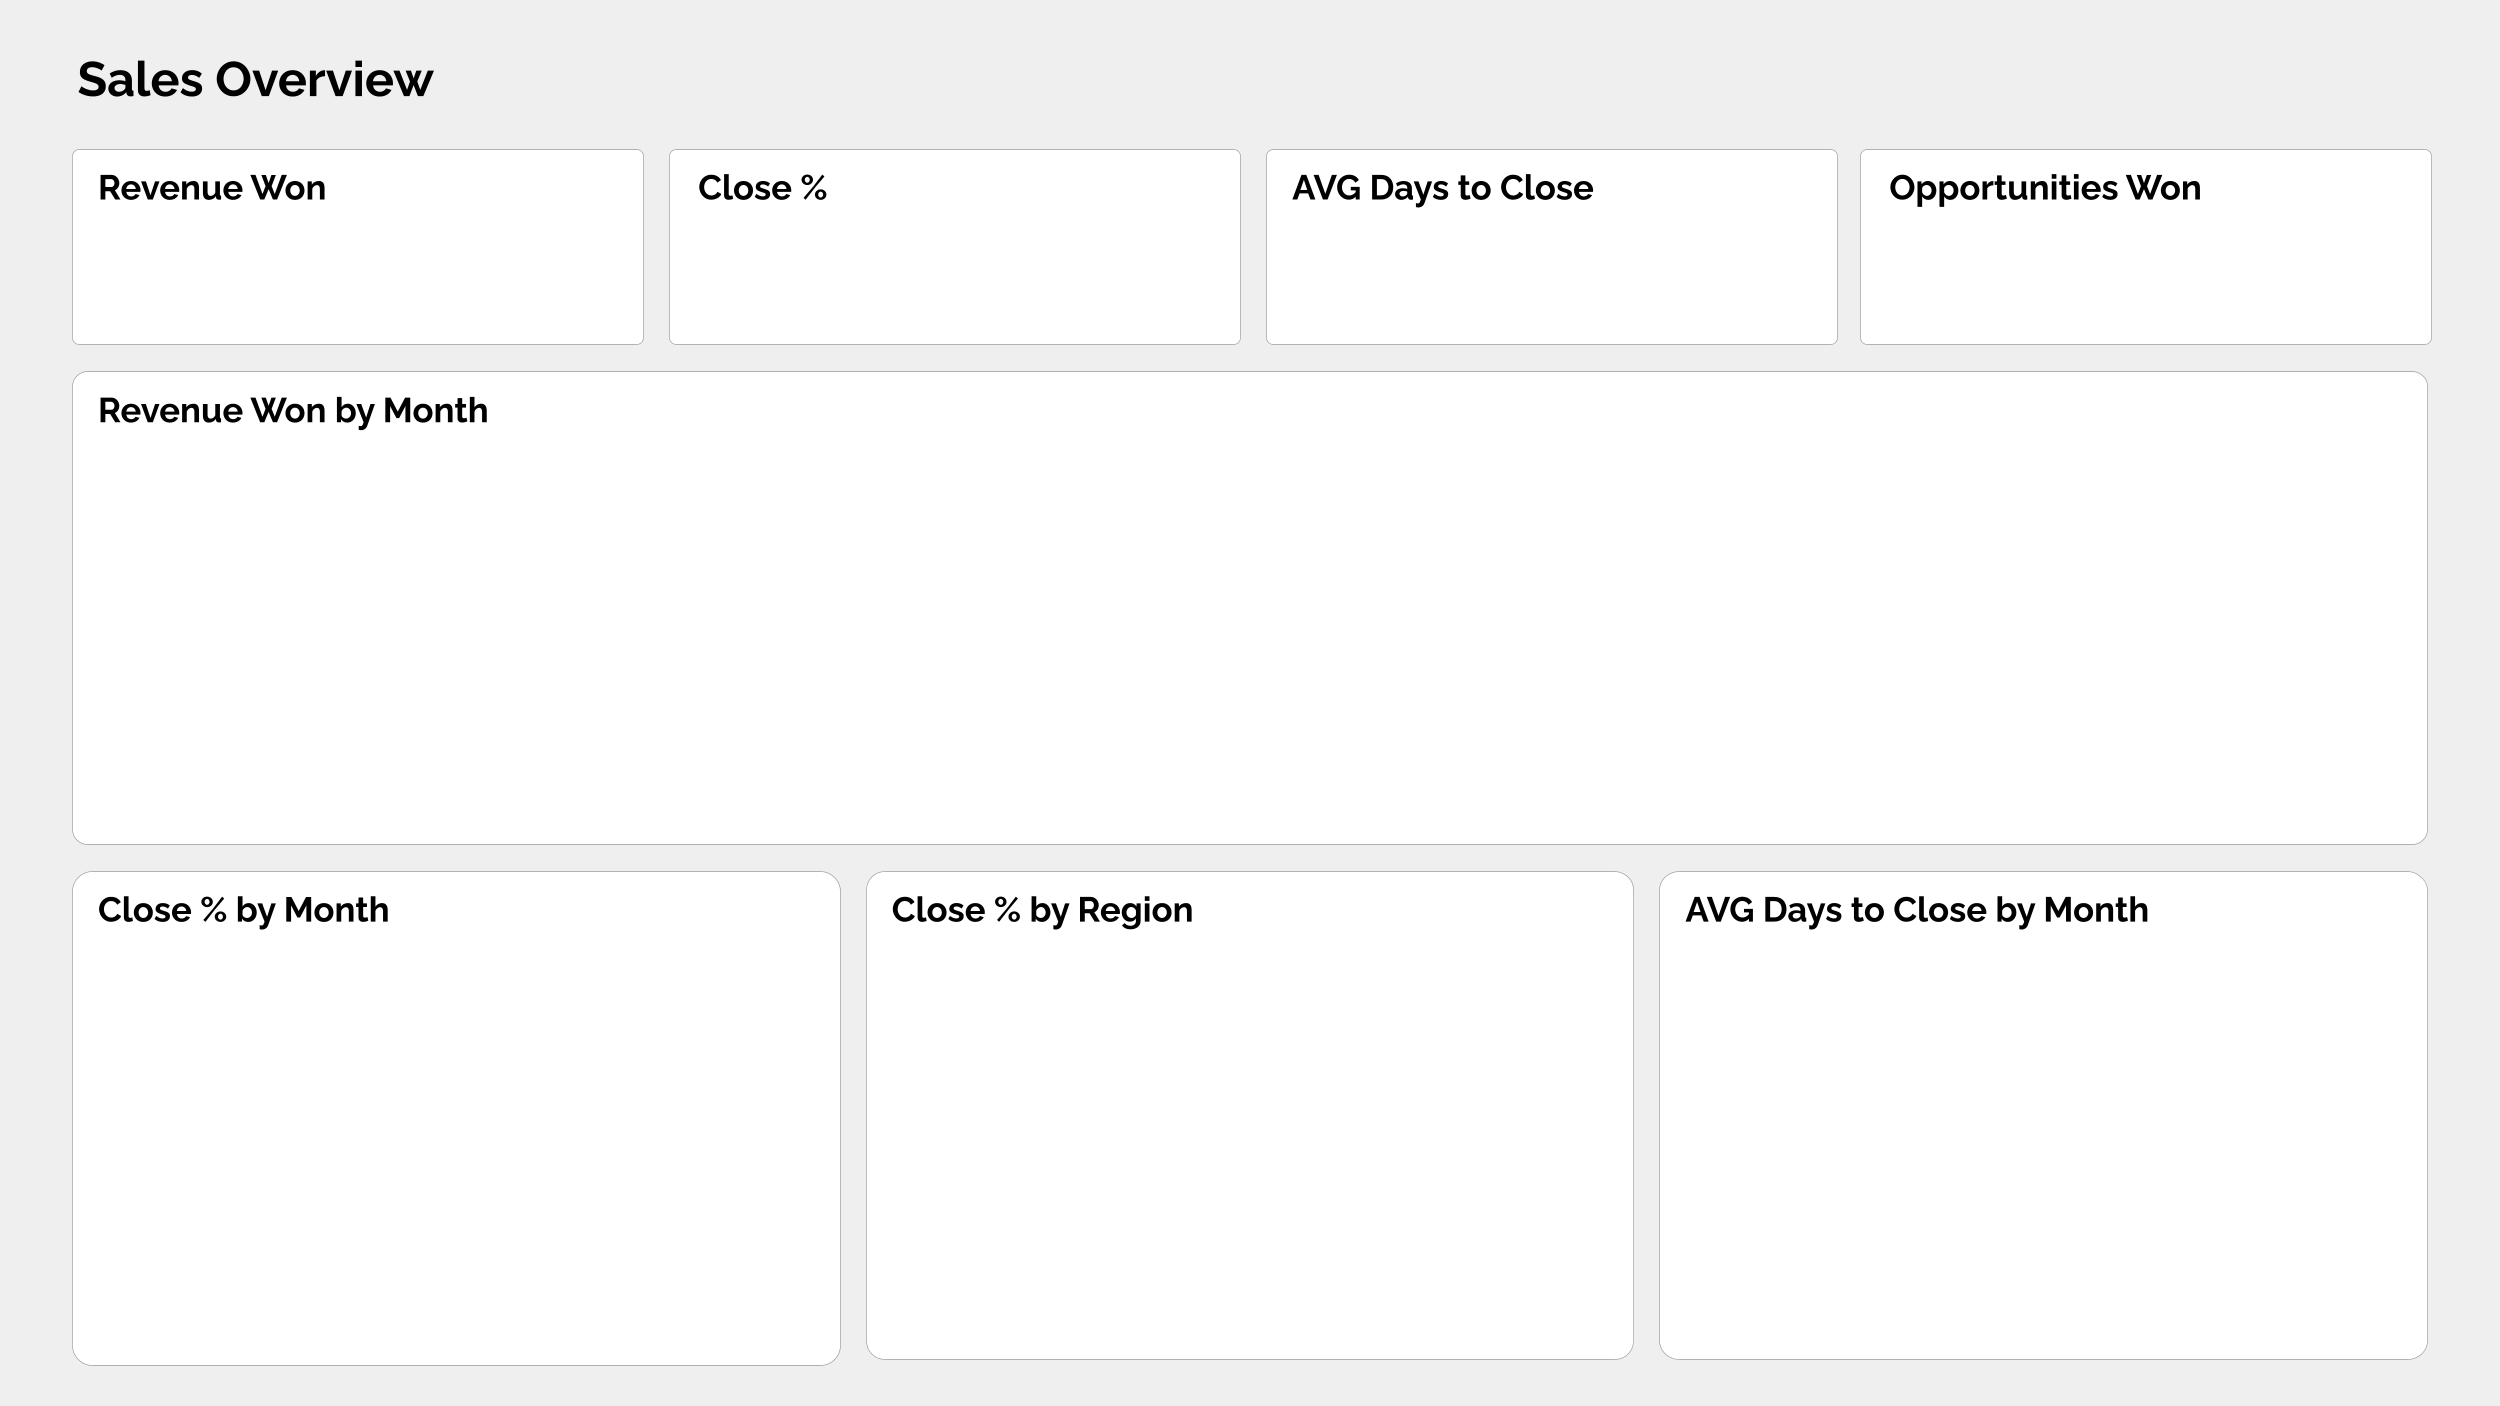 Sales Overview
Revenue Won
Close %
AVG Days to Close
Opportunities Won
Revenue Won by Month
Close % by Month
Close % by Region
AVG Days to Close by Month